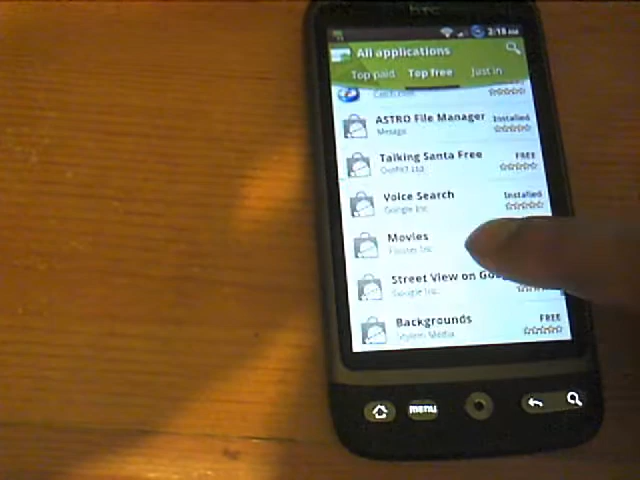 hTC
2:18 AM
All applications
Top paid Top free Just in
ASTRO File Manager Installed
Metago
Talking Santa Free FREE
Outfit7 Ltd.
Voice Search Installed
Google Inc.
Movies
Flixster Inc.
Street View on Goo
Google Inc.
Backgrounds FREE
Stylem Media
menu